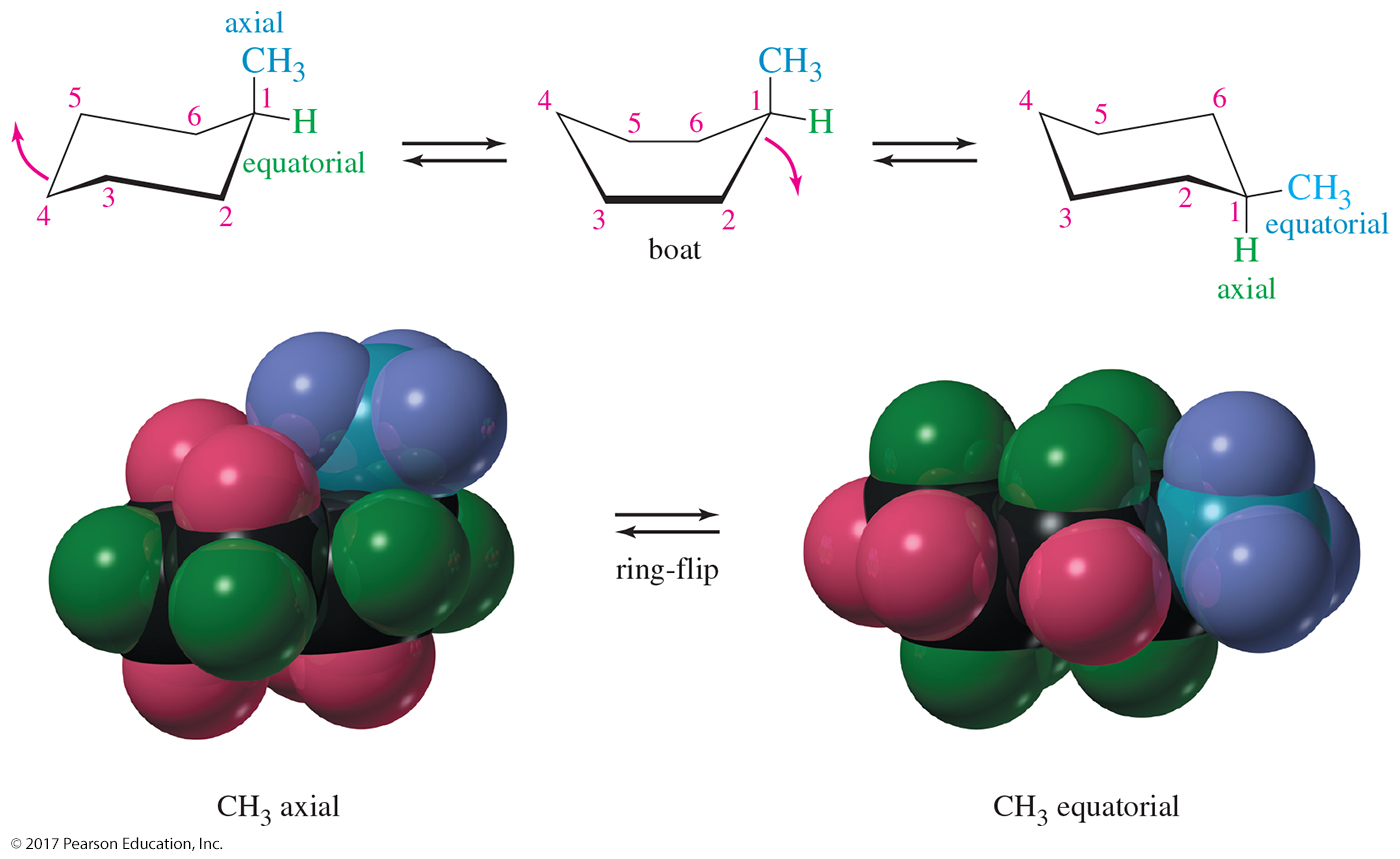 axial
CH3
1
H
equatorial
5
6
4
3
2
CH3
4
5
6
1
H
3
2
boat
4
5
6
3
2
1
CH3
equatorial
H
axial
ring-flip
CH3 axial
CH3 equatorial
© 2017 Pearson Education, Inc.